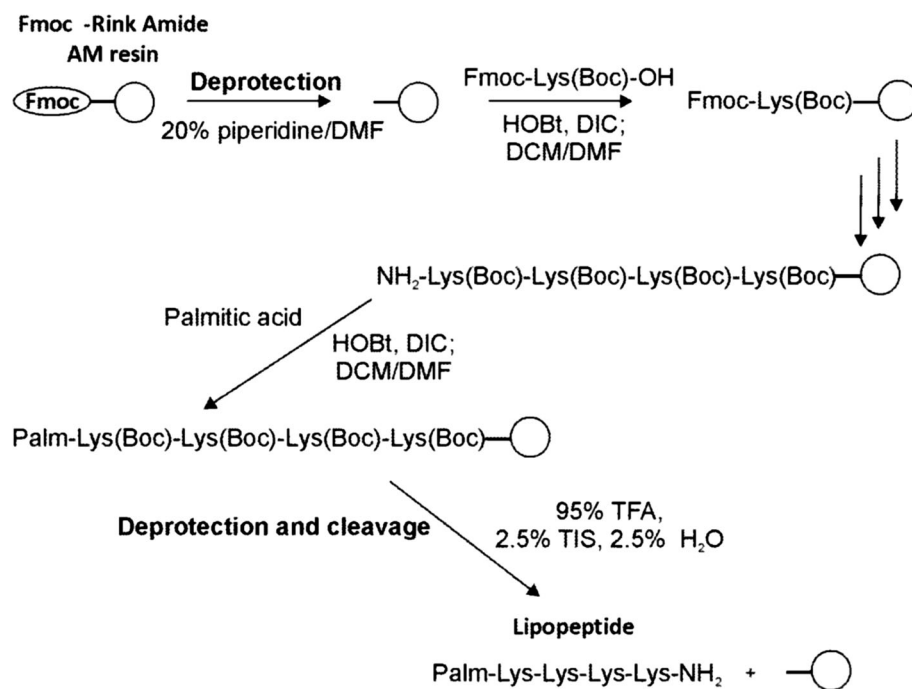 Fmoc -Rink Amide
AM resin
Fmoc
Deprotection
20% piperidine/DMF
Fmoc-Lys(Boc)-OH
HOBt, DIC;
DCM/DMF
Fmoc-Lys(Boc)
NH₂-Lys(Boc)-Lys(Boc)-Lys(Boc)-Lys(Boc)
Palmitic acid
HOBt, DIC;
DCM/DMF
Palm-Lys(Boc)-Lys(Boc)-Lys(Boc)-Lys(Boc)
Deprotection and cleavage
95% TFA,
2.5% TIS, 2.5% H₂O
Lipopeptide
Palm-Lys-Lys-Lys-Lys-NH₂ +